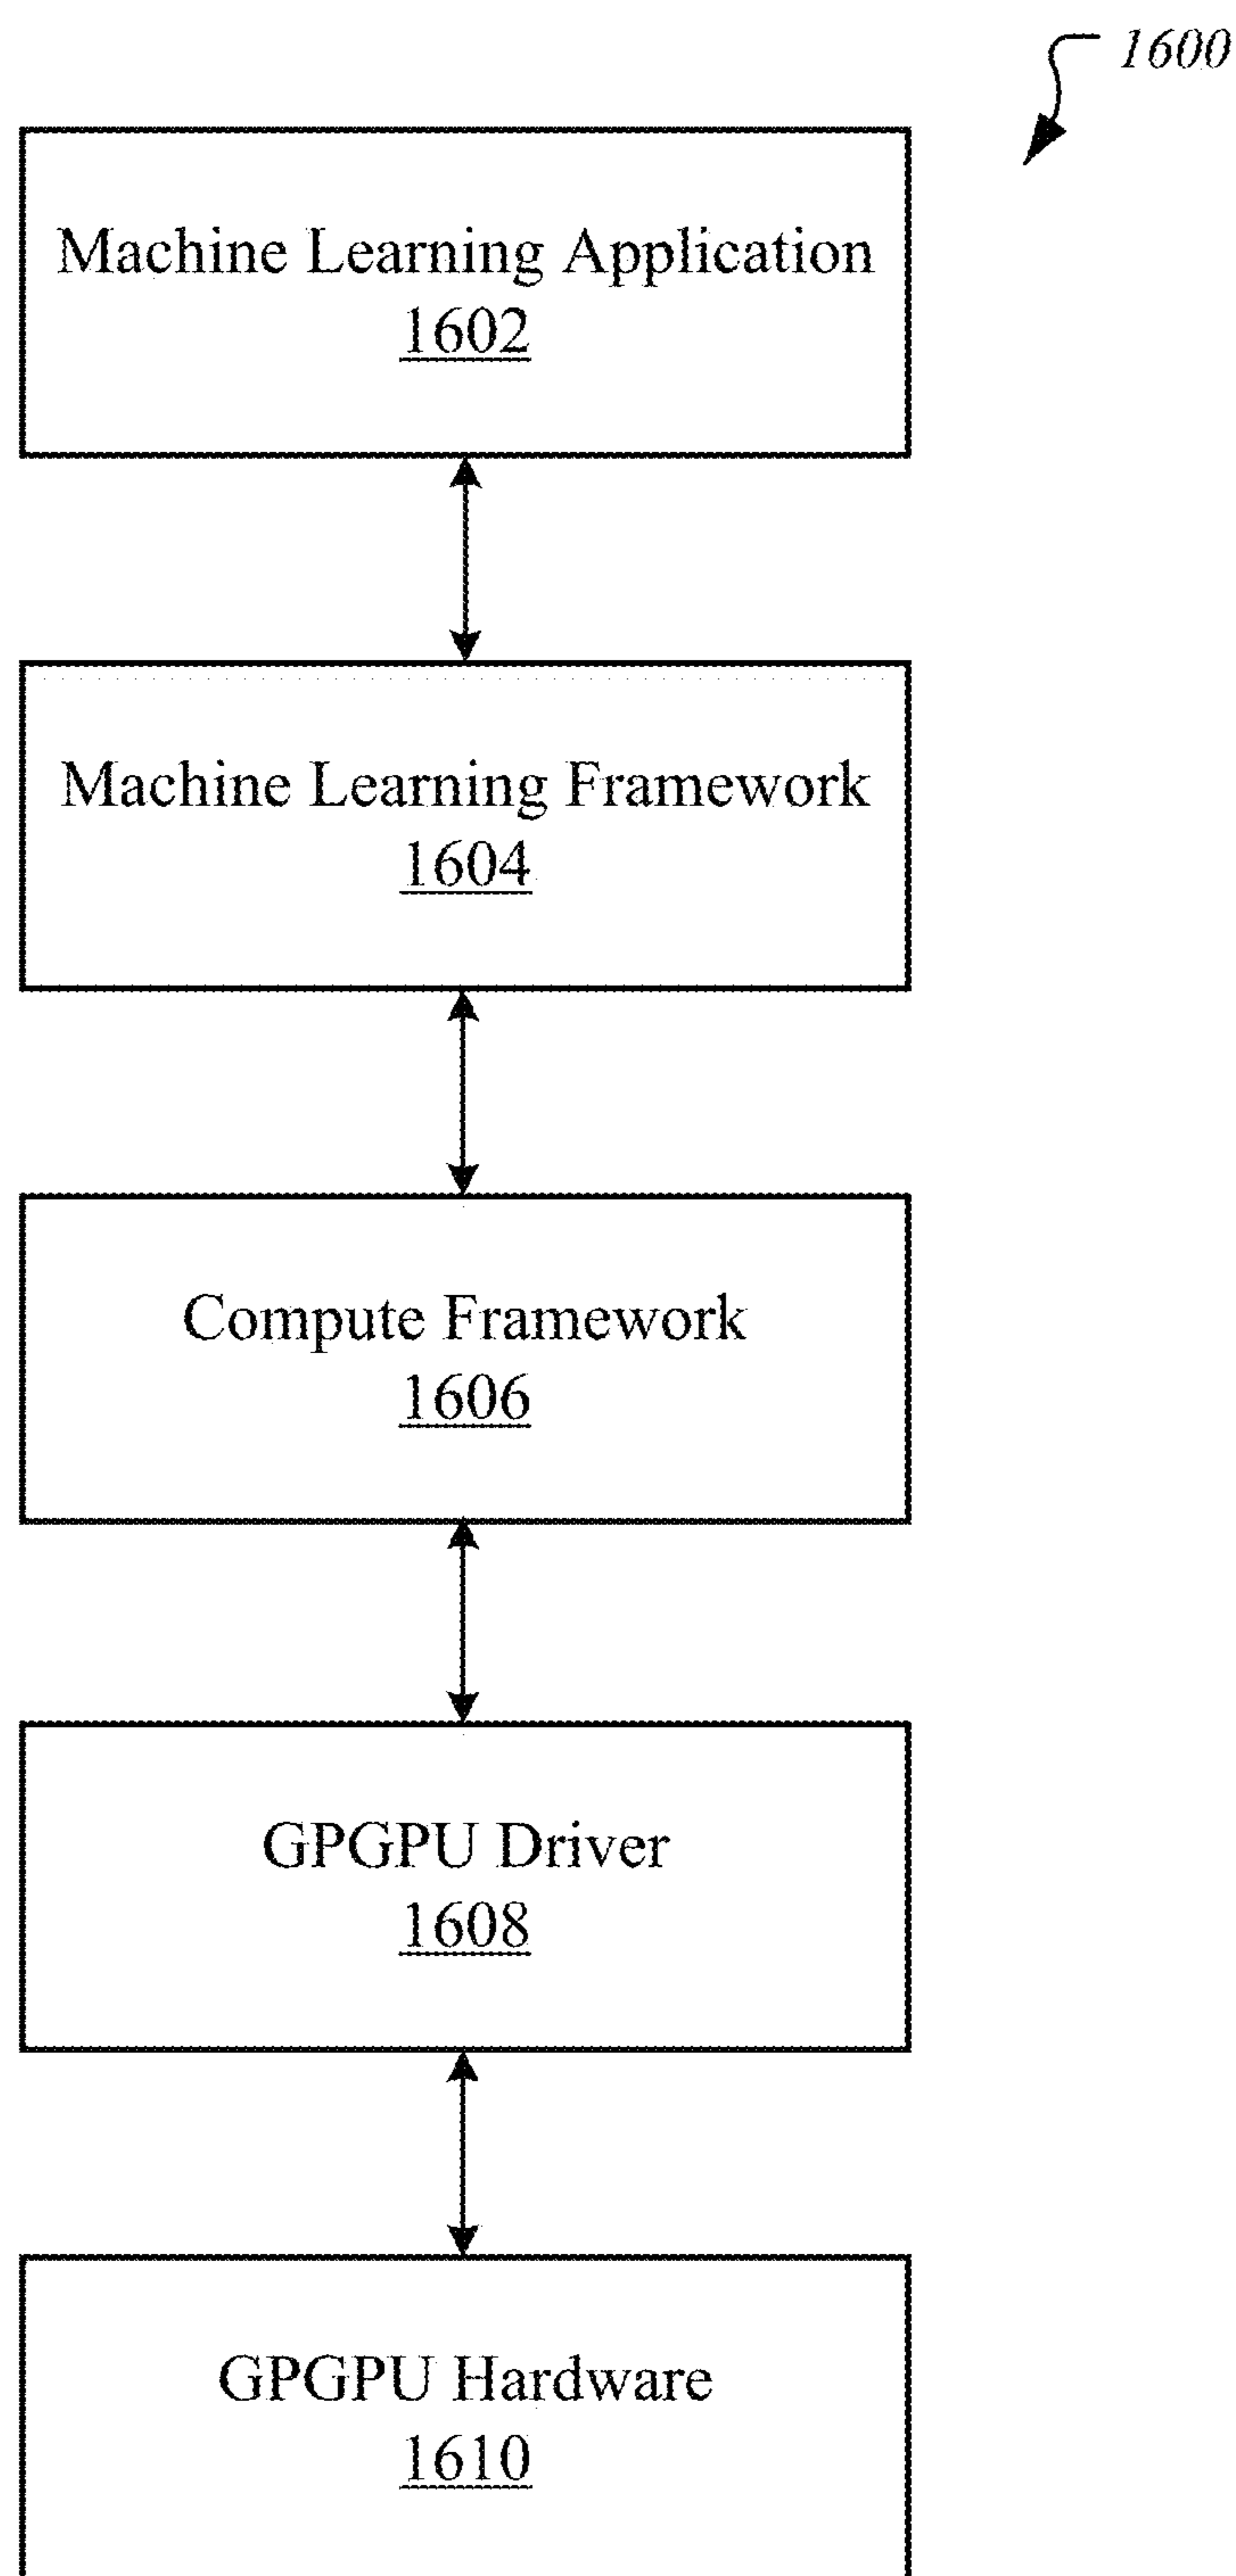 1600
Machine Learning Application
1602
Machine Learning Framework
1604
Compute Framework
1606
GPGPU Driver
1608
GPGPU Hardware
1610